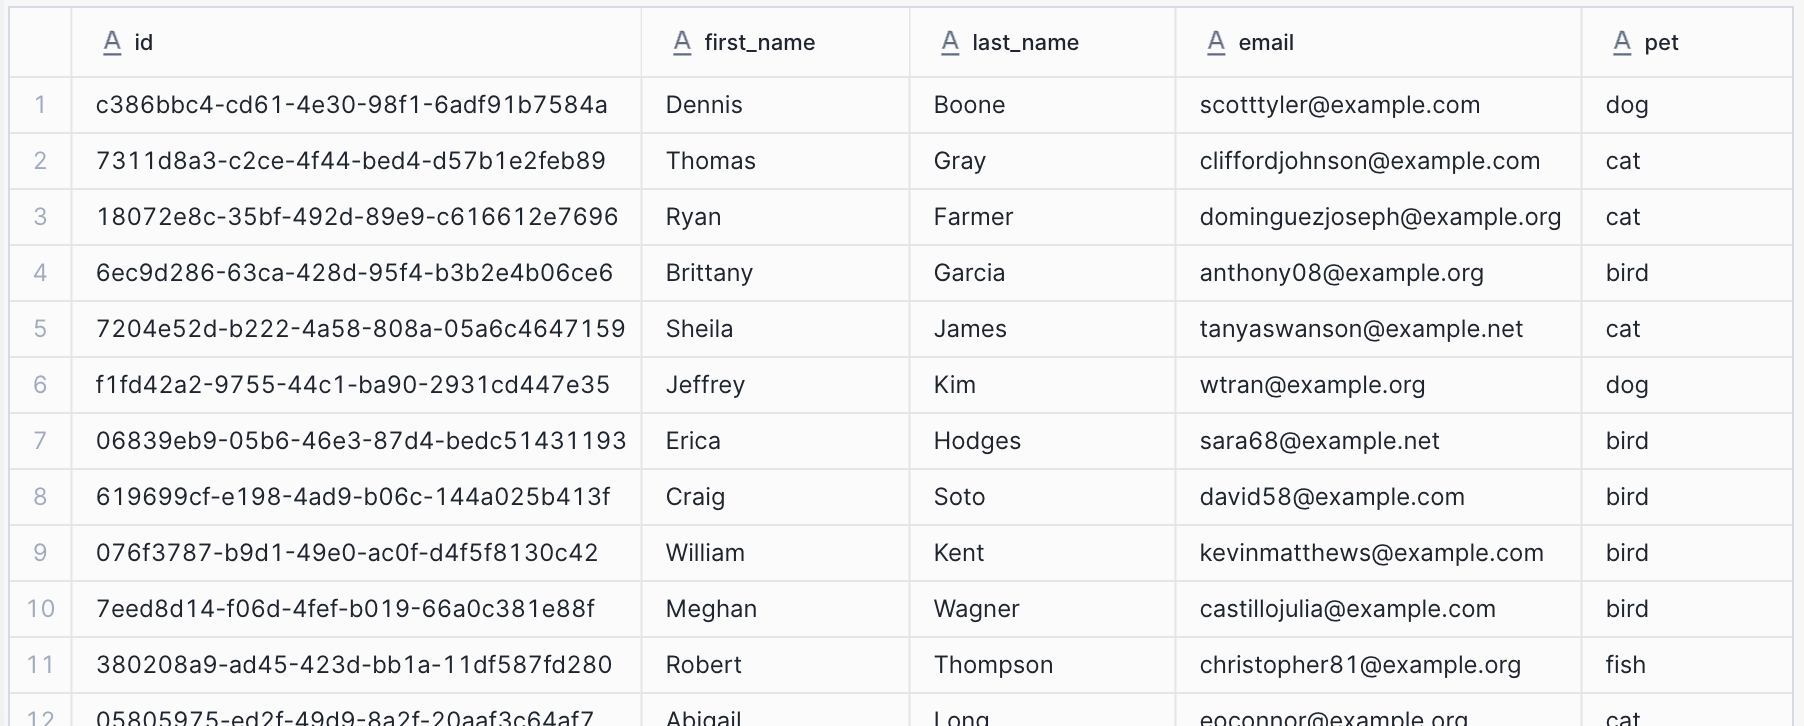 A id A first_name A last_name A email A pet
1 c386bbc4-cd61-4e30-98f1-6adf91b7584a Dennis Boone scotttyler@example.com dog
2 7311d8a3-c2ce-4f44-bed4-d57b1e2feb89 Thomas Gray cliffordjohnson@example.com cat
3 18072e8c-35bf-492d-89e9-c616612e7696 Ryan Farmer dominguezjoseph@example.org cat
4 6ec9d286-63ca-428d-95f4-b3b2e4b06ce6 Brittany Garcia anthony08@example.org bird
5 7204e52d-b222-4a58-808a-05a6c4647159 Sheila James tanyaswanson@example.net cat
6 f1fd42a2-9755-44c1-ba90-2931cd447e35 Jeffrey Kim wtran@example.org dog
7 06839eb9-05b6-46e3-87d4-bedc51431193 Erica Hodges sara68@example.net bird
8 619699cf-e198-4ad9-b06c-144a025b413f Craig Soto david58@example.com bird
9 076f3787-b9d1-49e0-ac0f-d4f5f8130c42 William Kent kevinmatthews@example.com bird
10 7eed8d14-f06d-4fef-b019-66a0c381e88f Meghan Wagner castillojulia@example.com bird
11 380208a9-ad45-423d-bb1a-11df587fd280 Robert Thompson christopher81@example.org fish
12 05805975-ed2f-49d9-8a2f-20aaf3c64af7 Abigail Long eoconnor@example.org cat